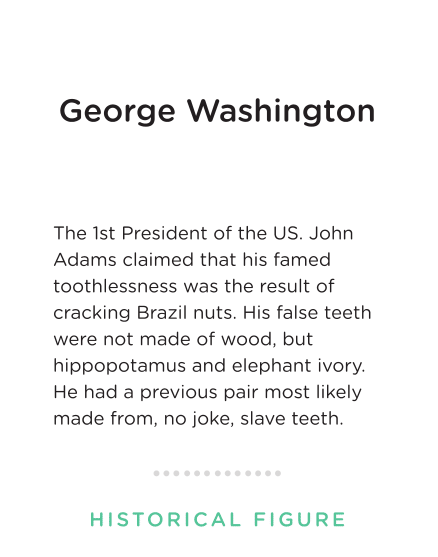 George Washington
The 1st President of the US. John
Adams claimed that his famed
toothlessness was the result of
cracking Brazil nuts. His false teeth
were not made of wood, but
hippopotamus and elephant ivory.
He had a previous pair most likely
made from, no joke, slave teeth.
HISTORICAL FIGURE